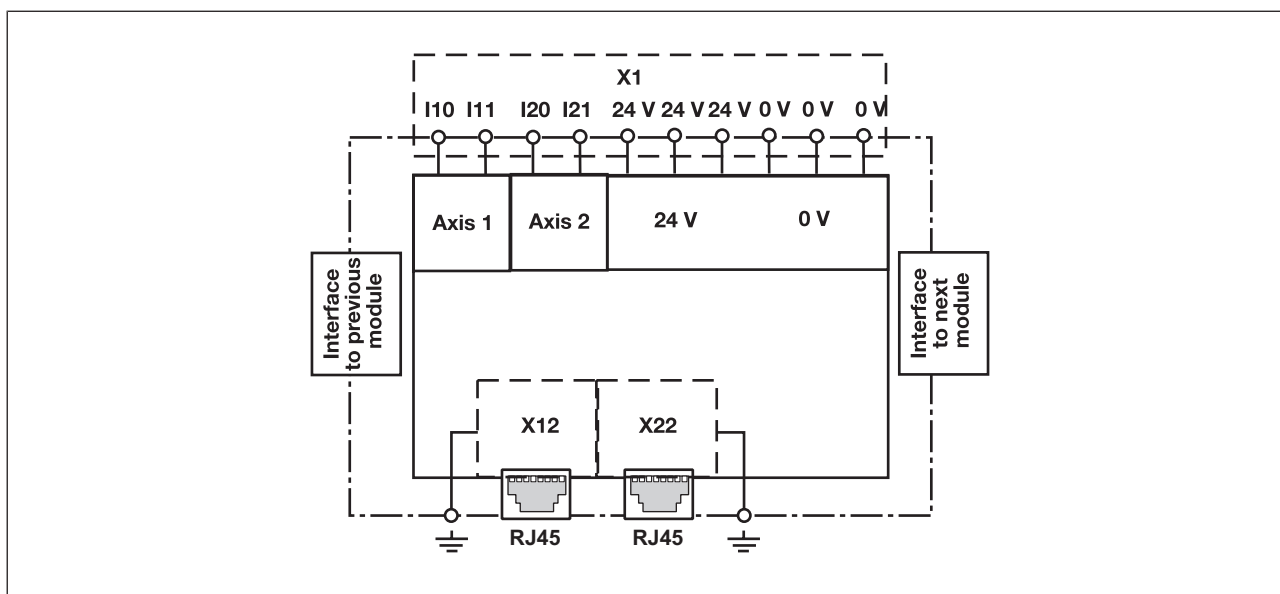 X1
I10 I11 I20 I21 24 V 24 V 24 V 0 V 0 V 0 V
Axis 1 Axis 2 24 V 0 V
Interface
to previous
module
Interface
to next
module
X12 X22
RJ45 RJ45